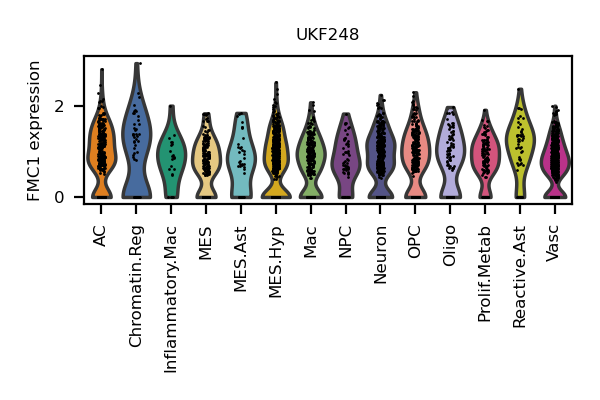 UKF248
FMC1 expression
2
0
AC
Chromatin.Reg
Inflammatory.Mac
MES
MES.Ast
MES.Hyp
Mac
NPC
Neuron
OPC
Oligo
Prolif.Metab
Reactive.Ast
Vasc